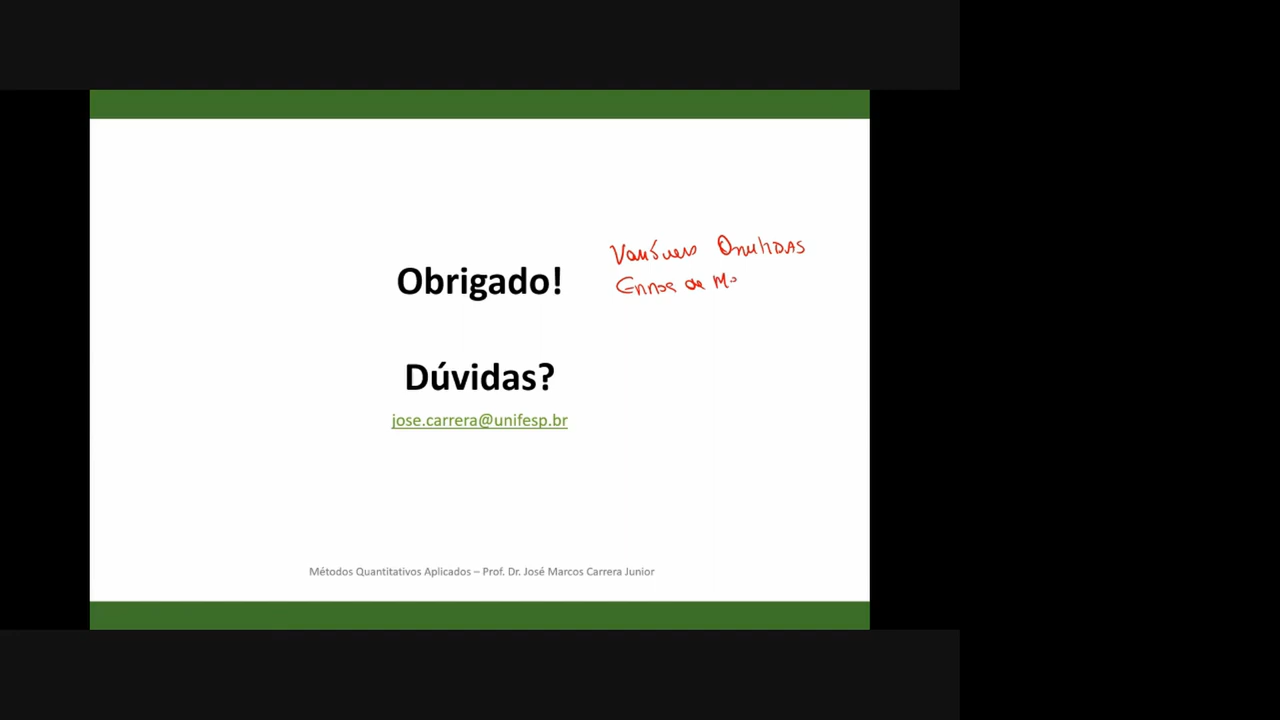 Variáveis Omitidas
Erros de M
Obrigado!
Dúvidas?
jose.carrera@unifesp.br
Métodos Quantitativos Aplicados – Prof. Dr. José Marcos Carrera Junior